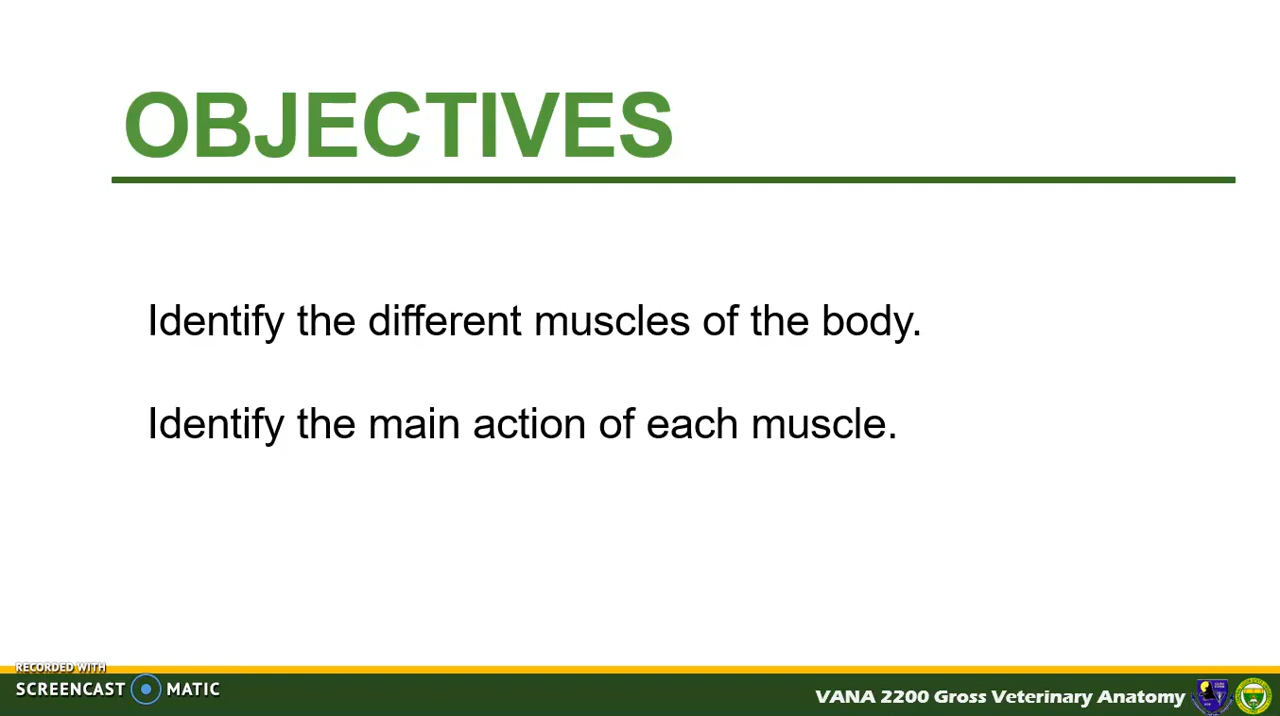 OBJECTIVES
Identify the different muscles of the body.
Identify the main action of each muscle.
RECORDED WITH
SCREENCAST MATIC
VANA 2200 Gross Veterinary Anatomy